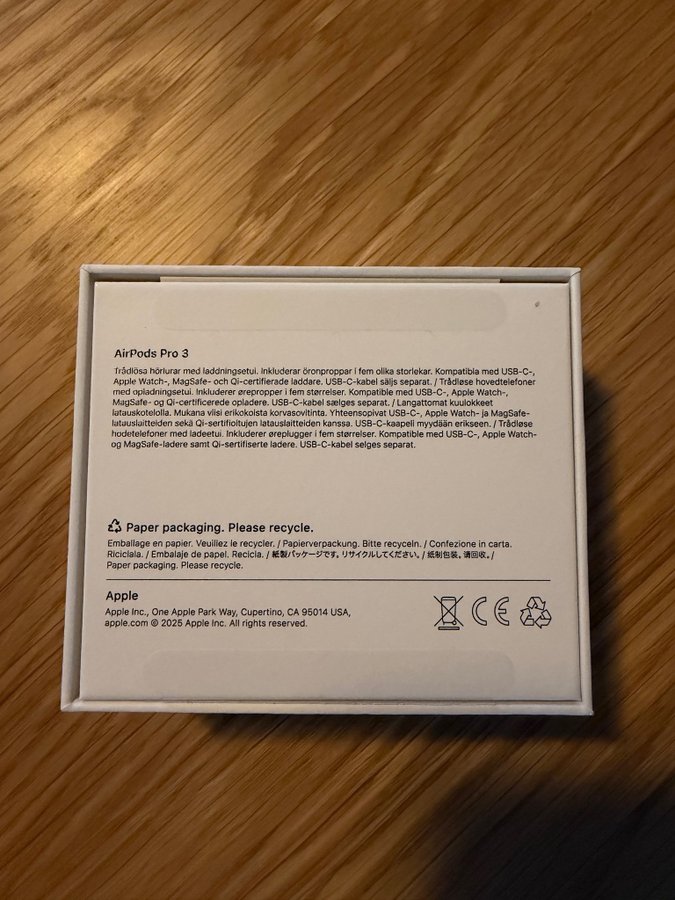 AirPods Pro 3
Trådlösa hörlurar med laddningsetui. Inkluderar öronproppar i fem olika storlekar. Kompatibla med USB-C-,
Apple Watch-, MagSafe- och Qi-certifierade laddare. USB-C-kabel säljs separat. / Trådløse hovedtelefoner
med opladningsetui. Inkluderer ørepropper i fem størrelser. Kompatible med USB-C-, Apple Watch-,
MagSafe- og Qi-certificerede opladere. USB-C-kabel sælges separat. / Langattomat kuulokkeet
latauskotelolla. Mukana viisi erikokoista korvasovitinta. Yhteensopivat USB-C-, Apple Watch- ja MagSafe-
latauslaitteiden sekä Qi-sertifioitujen latauslaitteiden kanssa. USB-C-kaapeli myydään erikseen. / Trådløse
hodetelefoner med ladeetui. Inkluderer øreplugger i fem størrelser. Kompatible med USB-C-, Apple Watch-
og MagSafe-ladere samt Qi-sertifiserte ladere. USB-C-kabel selges separat.
Paper packaging. Please recycle.
Emballage en papier. Veuillez le recycler. / Papierverpackung. Bitte recyceln. / Confezione in carta.
Riciclala. / Embalaje de papel. Recicla. / 紙製パッケージです。リサイクルしてください。/ 纸制包装。请回收。/
Paper packaging. Please recycle.
Apple
Apple Inc., One Apple Park Way, Cupertino, CA 95014 USA,
apple.com © 2025 Apple Inc. All rights reserved.
CE